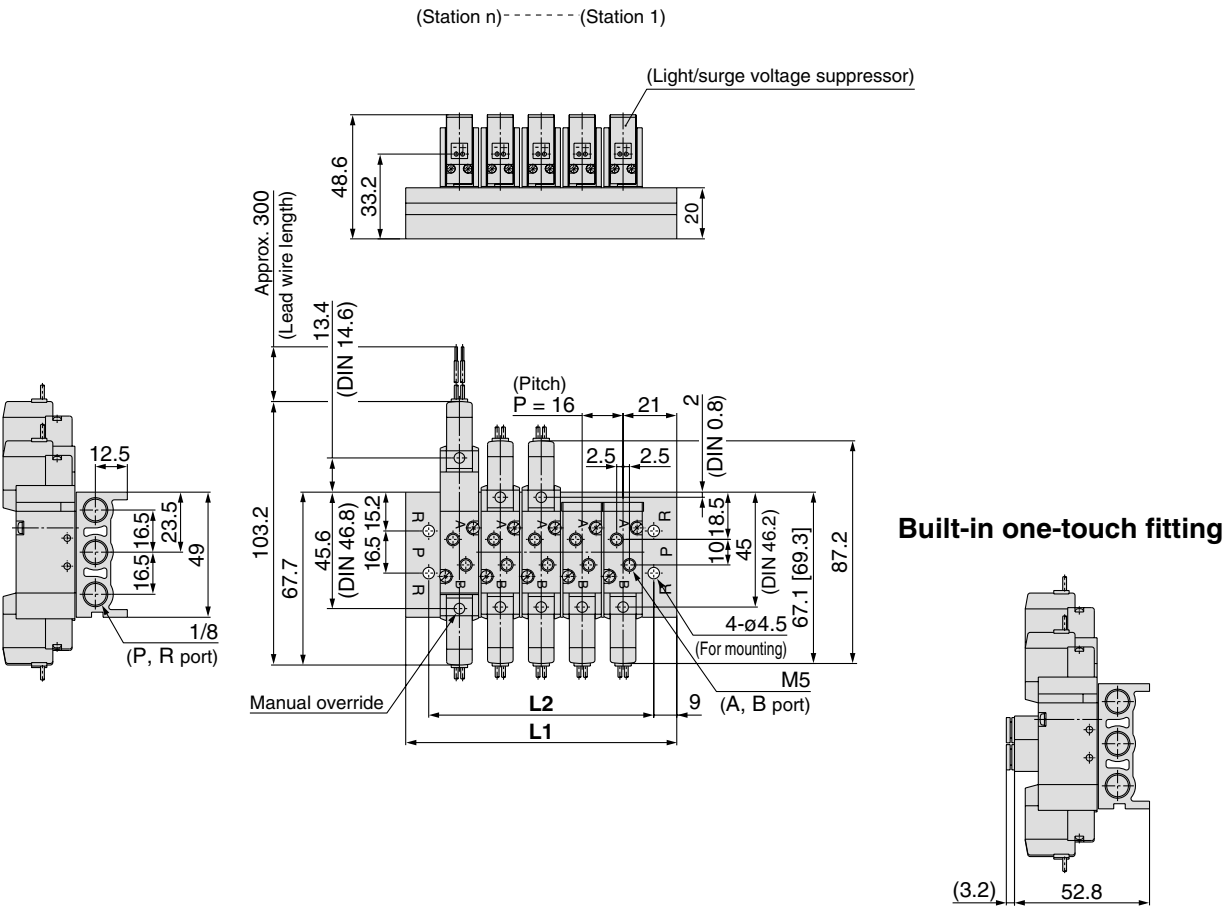 (Station n)-------(Station 1)
(Light/surge voltage suppressor)
48.6
33.2
20
Approx. 300
(Lead wire length)
13.4
(DIN 14.6)
(Pitch)
P = 16
21
2
(DIN 0.8)
2.5
2.5
12.5
16.5
16.5
23.5
49
1/8
(P, R port)
103.2
67.7
45.6
(DIN 46.8)
15.2
16.5
R
P
R
A
A
A
A
A
B
B
B
B
B
R
P
R
18.5
10
45
(DIN 46.2)
67.1 [69.3]
87.2
4-ø4.5
(For mounting)
M5
(A, B port)
Manual override
L2
9
L1
Built-in one-touch fitting
(3.2)
52.8